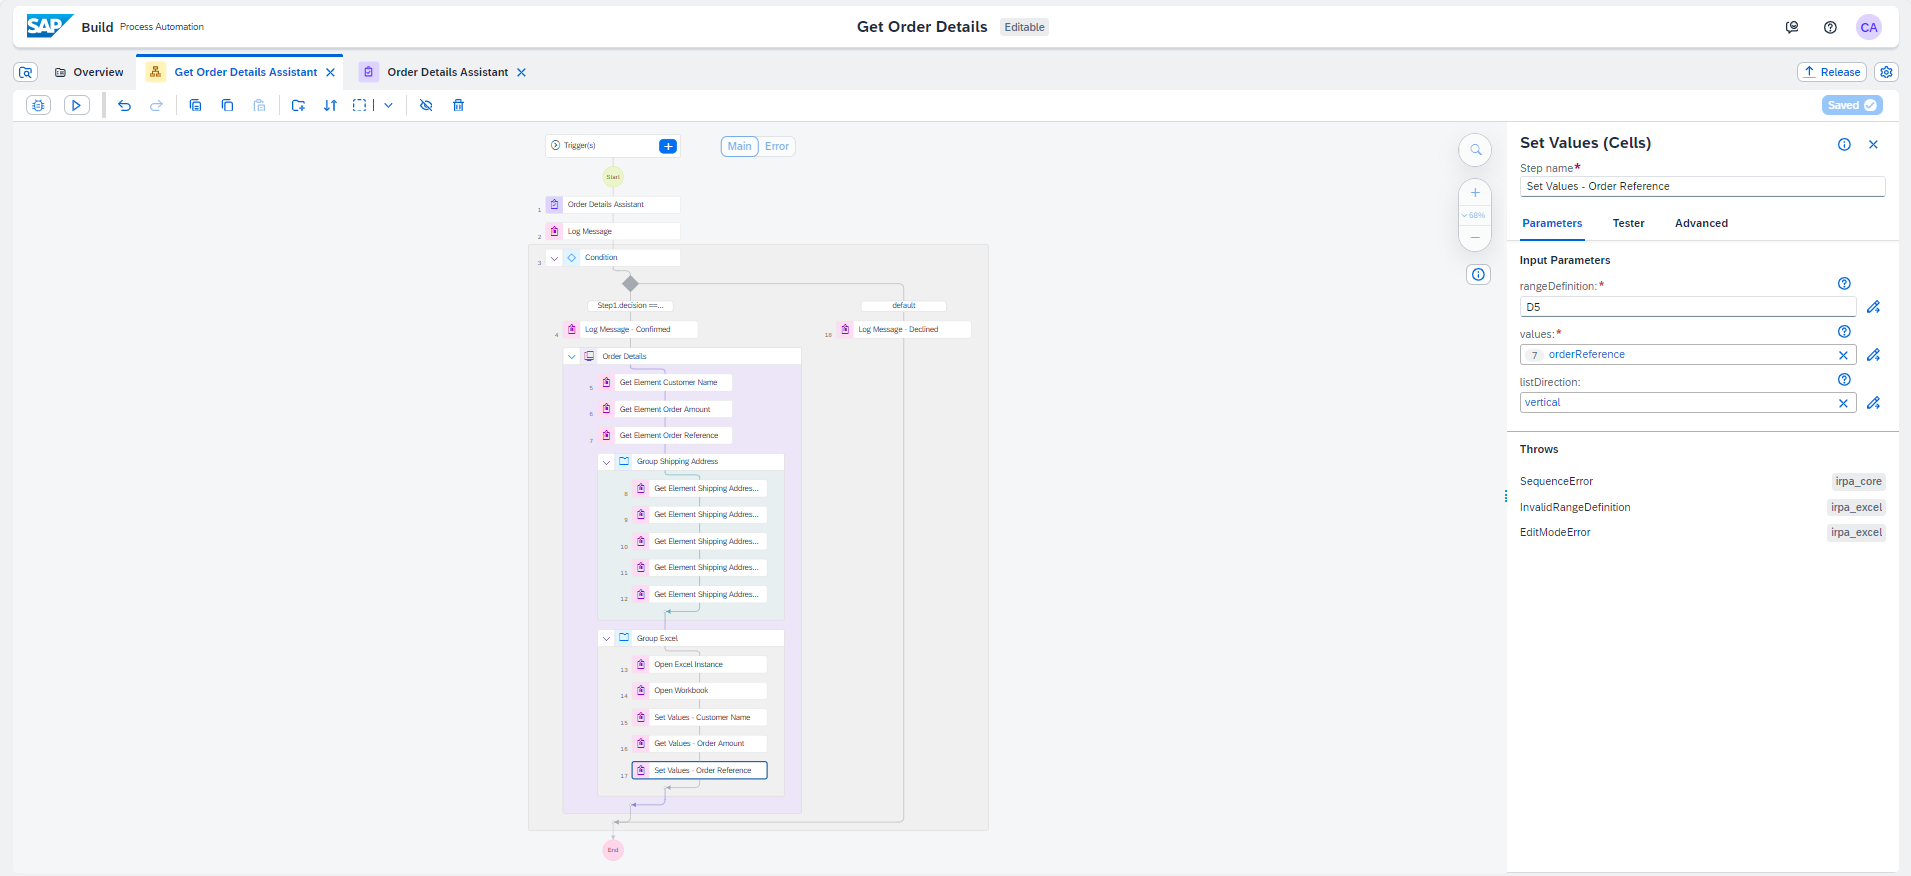 SAP Build Process Automation
Get Order Details Editable
CA
Overview
Get Order Details Assistant
Order Details Assistant
Release
Saved
Trigger(s)
Main Error
Start
1 Order Details Assistant
2 Log Message
3 Condition
Step1.decision ==...
default
4 Log Message - Confirmed
18 Log Message - Declined
Order Details
5 Get Element Customer Name
6 Get Element Order Amount
7 Get Element Order Reference
Group Shipping Address
8 Get Element Shipping Addres...
9 Get Element Shipping Addres...
10 Get Element Shipping Addres...
11 Get Element Shipping Addres...
12 Get Element Shipping Addres...
Group Excel
13 Open Excel Instance
14 Open Workbook
15 Set Values - Customer Name
16 Get Values - Order Amount
17 Set Values - Order Reference
End
68%
Set Values (Cells)
Step name*
Set Values - Order Reference
Parameters Tester Advanced
Input Parameters
rangeDefinition:*
D5
values:*
7 orderReference
listDirection:
vertical
Throws
SequenceError irpa_core
InvalidRangeDefinition irpa_excel
EditModeError irpa_excel